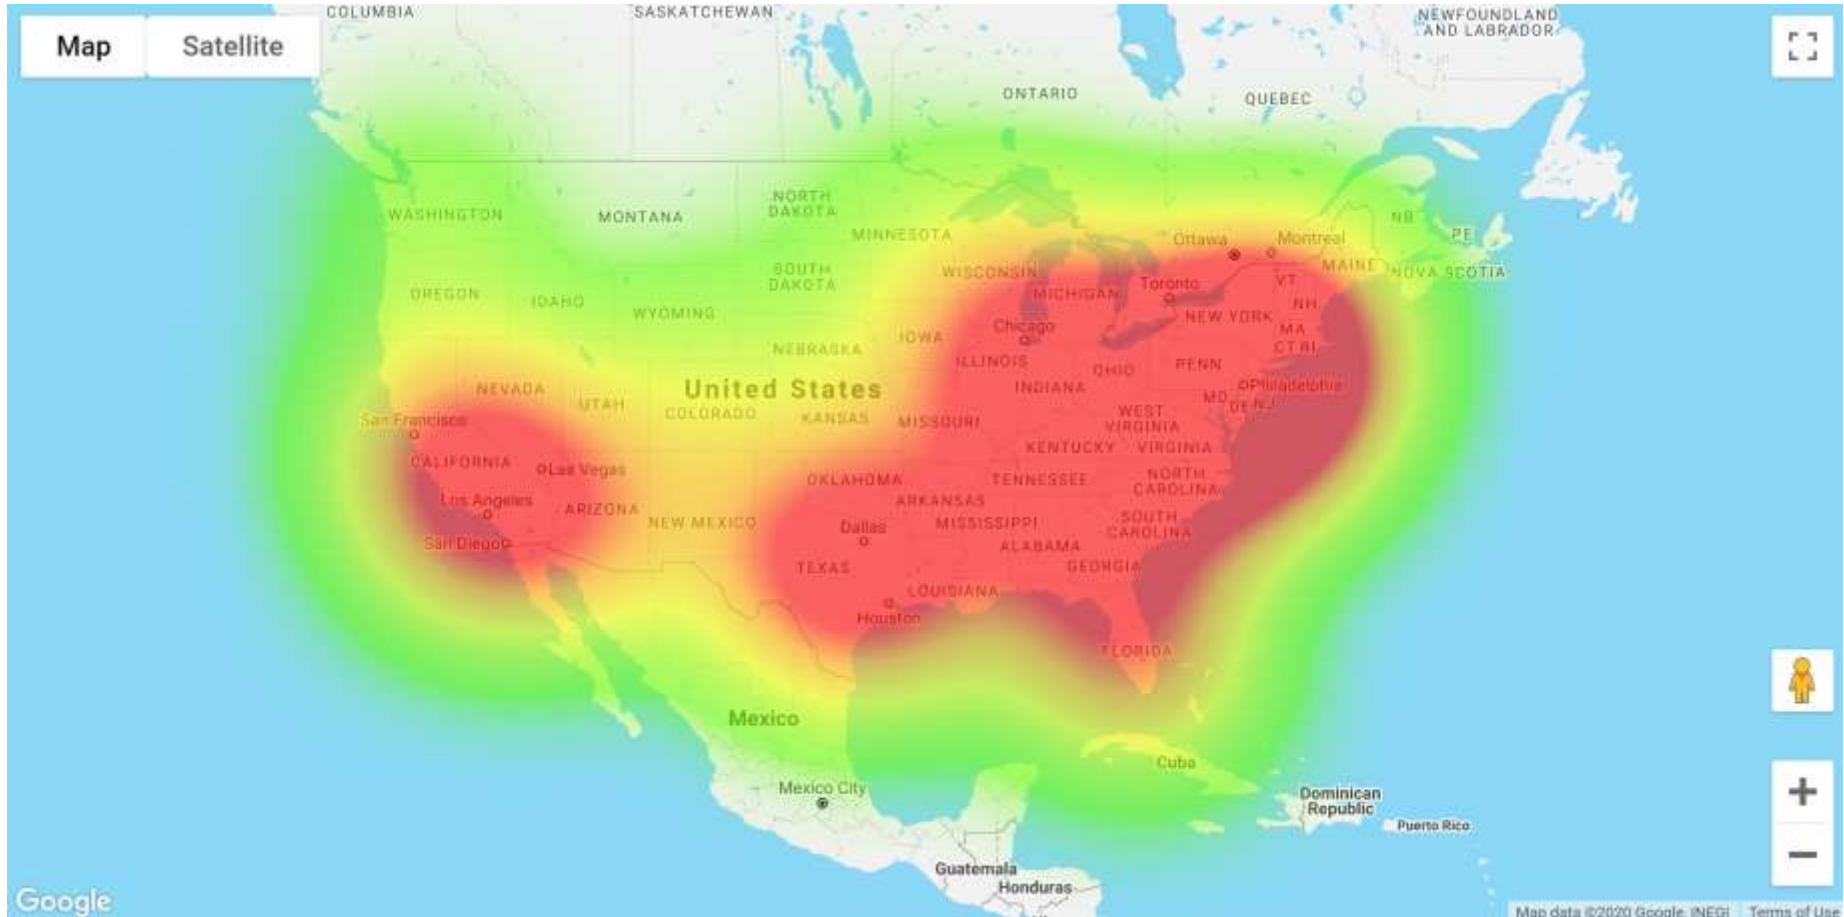 COLUMBIA
SASKATCHEWAN
NEWFOUNDLAND
AND LABRADOR
Map
Satellite
ONTARIO
QUEBEC
NORTH
DAKOTA
WASHINGTON
MONTANA
NB
MINNESOTA
PE
Ottawa
Montreal
WISCONSIN
MAINE
NOVA SCOTIA
SOUTH
DAKOTA
OREGON
IDAHO
WYOMING
MICHIGAN
Toronto
VT
NH
NEW YORK
MA
CT RI
Chicago
IOWA
NEBRASKA
ILLINOIS
OHIO
PENN
INDIANA
Philadelphia
NEVADA
United States
UTAH
COLORADO
KANSAS
MISSOURI
MD
DE NJ
WEST
VIRGINIA
San Francisco
KENTUCKY
VIRGINIA
CALIFORNIA
Las Vegas
OKLAHOMA
TENNESSEE
NORTH
CAROLINA
Los Angeles
ARIZONA
NEW MEXICO
ARKANSAS
Dallas
MISSISSIPPI
SOUTH
CAROLINA
San Diego
ALABAMA
TEXAS
GEORGIA
LOUISIANA
Houston
FLORIDA
Mexico
Cuba
Mexico City
Dominican
Republic
Puerto Rico
Guatemala
Honduras
Google
Map data ©2020 Google, INEGI
Terms of Use